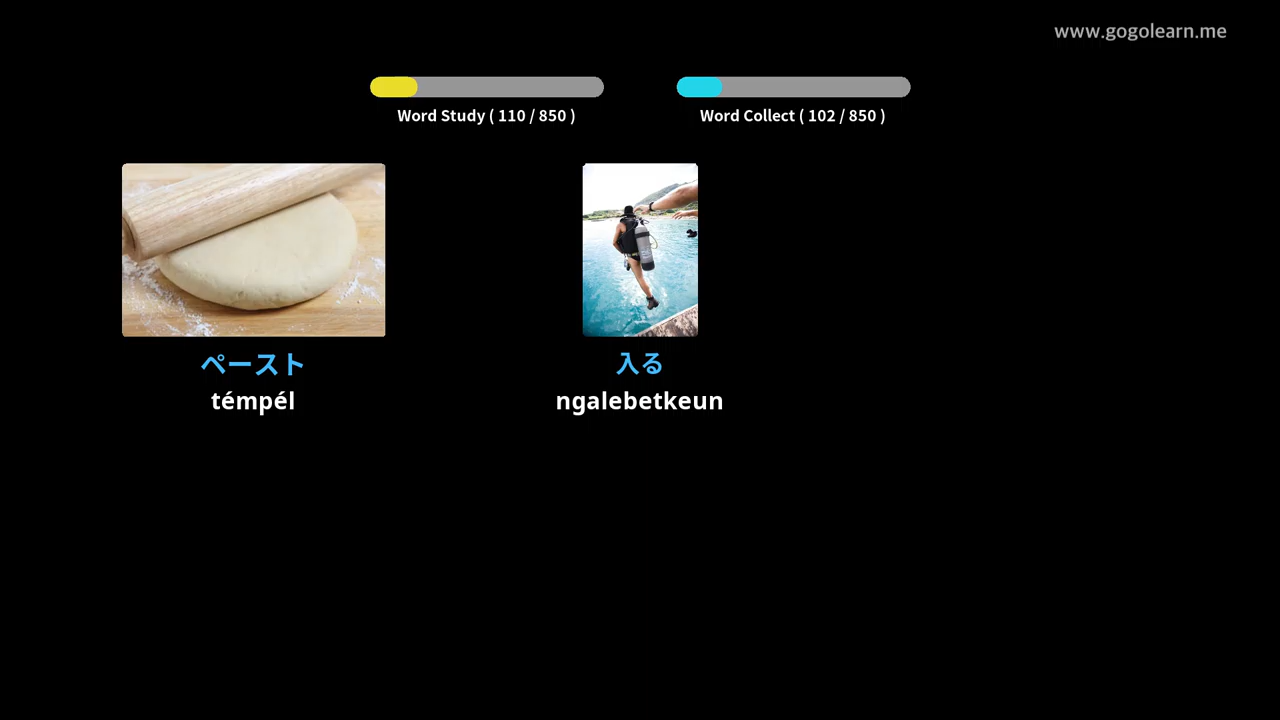 www.gogolearn.me
Word Study ( 110 / 850 )
Word Collect ( 102 / 850 )
ペースト
témpél
入る
ngalebetkeun